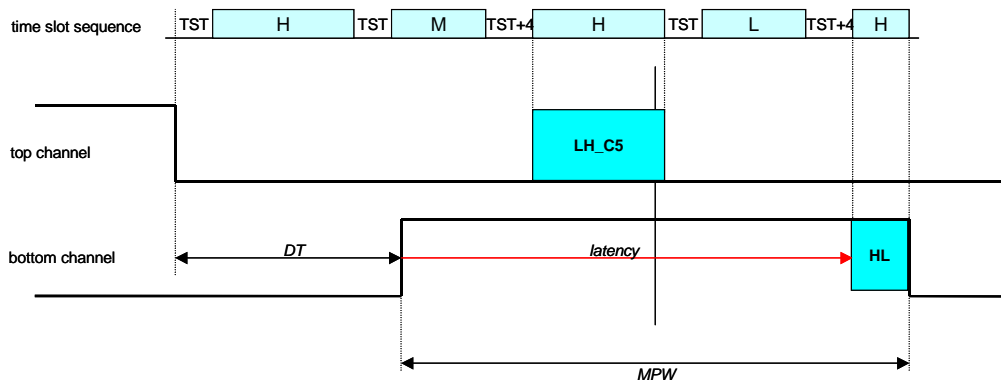 time slot sequence TST H TST M TST+4 H TST L TST+4 H
top channel LH_C5
bottom channel DT latency HL
MPW